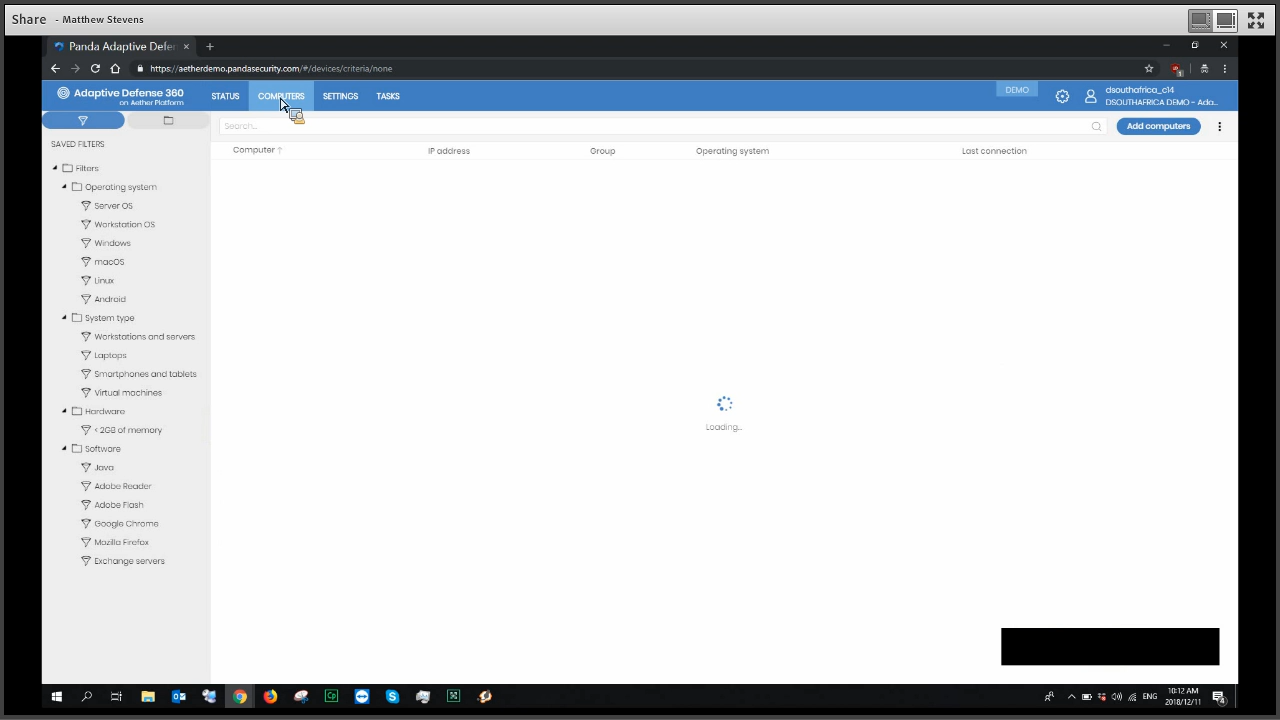 Share - Matthew Stevens
Panda Adaptive Defen
https://aetherdemo.pandasecurity.com/#/devices/criteria/none
Adaptive Defense 360
on Aether Platform
STATUS COMPUTERS SETTINGS TASKS
DEMO
dsouthafrica_c14
DSOUTHAFRICA DEMO - Ada...
Search...
Add computers
SAVED FILTERS
Computer IP address Group Operating system Last connection
Filters
Operating system
Server OS
Workstation OS
Windows
macOS
Linux
Android
System type
Workstations and servers
Laptops
Smartphones and tablets
Virtual machines
Hardware
< 2GB of memory
Software
Java
Adobe Reader
Adobe Flash
Google Chrome
Mozilla Firefox
Exchange servers
Loading...
ENG
10:12 AM
2018/12/11